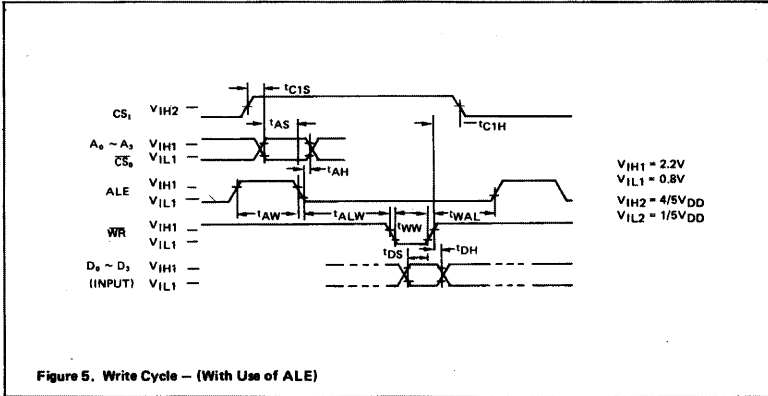 tC1S
CS1 VIH2
tAS
tC1H
A0 ~ A3 VIH1
CS0 VIL1
tAH
ALE VIH1
VIL1
tAW tALW tWW tWAL
WR VIH1
VIL1
tDS tDH
D0 ~ D3 VIH1
(INPUT) VIL1
VIH1 = 2.2V
VIL1 = 0.8V
VIH2 = 4/5VDD
VIL2 = 1/5VDD
Figure 5. Write Cycle — (With Use of ALE)